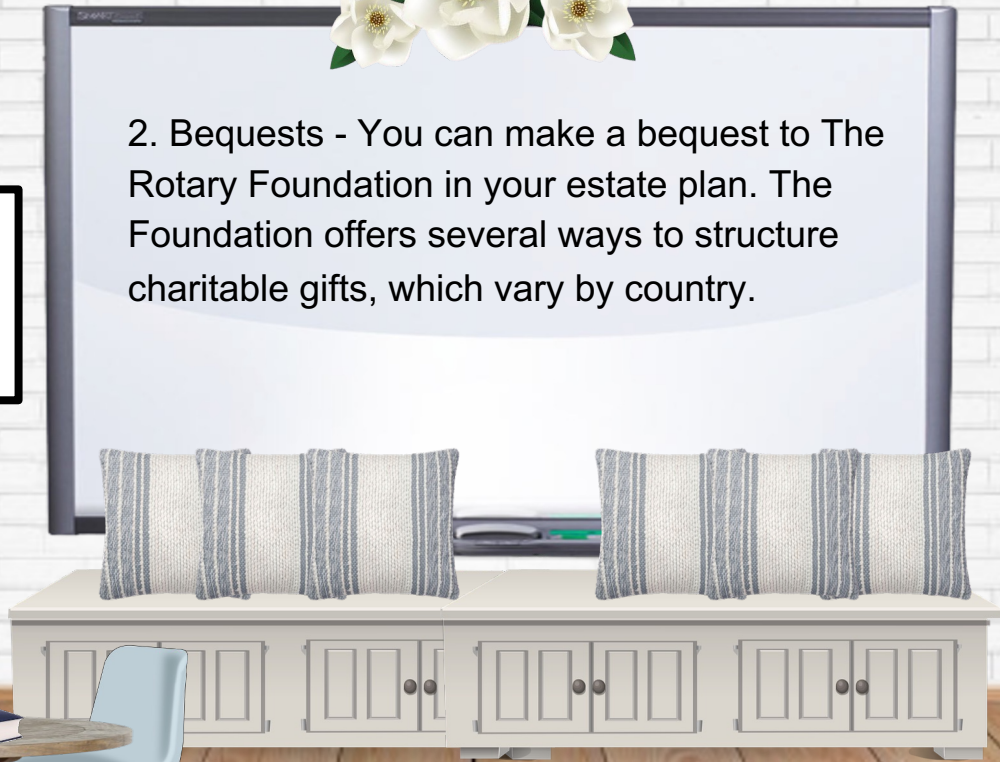 2. Bequests - You can make a bequest to The
Rotary Foundation in your estate plan. The
Foundation offers several ways to structure
charitable gifts, which vary by country.